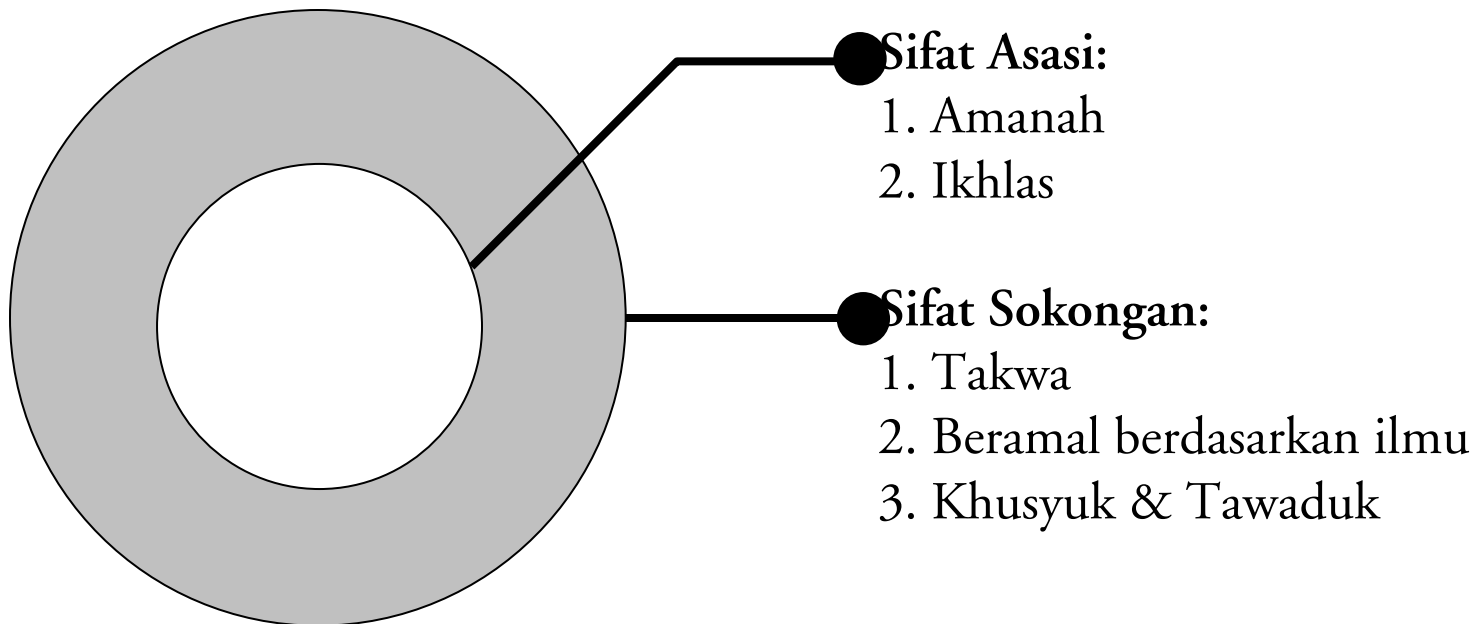 Sifat Asasi:
1. Amanah
2. Ikhlas
Sifat Sokongan:
1. Takwa
2. Beramal berdasarkan ilmu
3. Khusyuk & Tawaduk